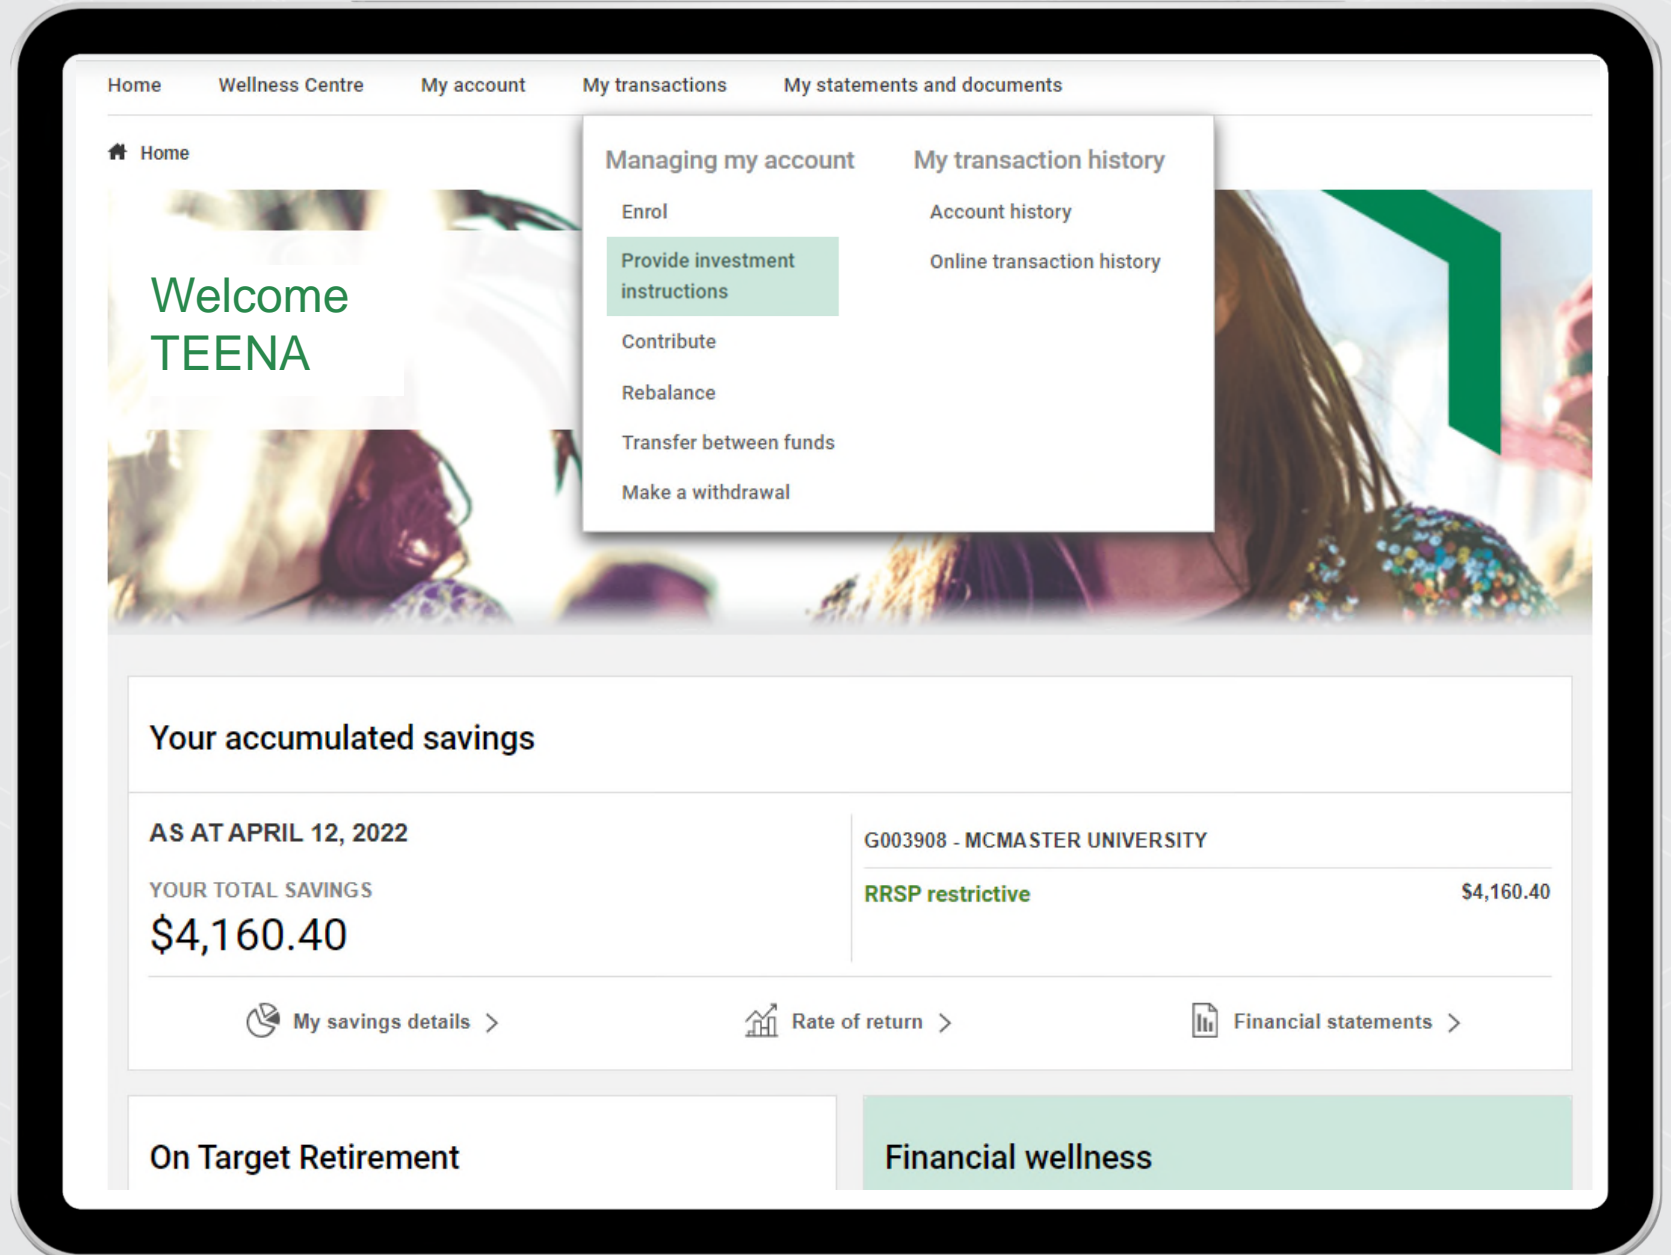 Home Wellness Centre My account My transactions My statements and documents
Home
Managing my account
Enrol
Provide investment
instructions
Contribute
Rebalance
Transfer between funds
Make a withdrawal
My transaction history
Account history
Online transaction history
Welcome
TEENA
Your accumulated savings
AS AT APRIL 12, 2022
YOUR TOTAL SAVINGS
$4,160.40
G003908 - MCMASTER UNIVERSITY
RRSP restrictive $4,160.40
My savings details
Rate of return
Financial statements
On Target Retirement
Financial wellness